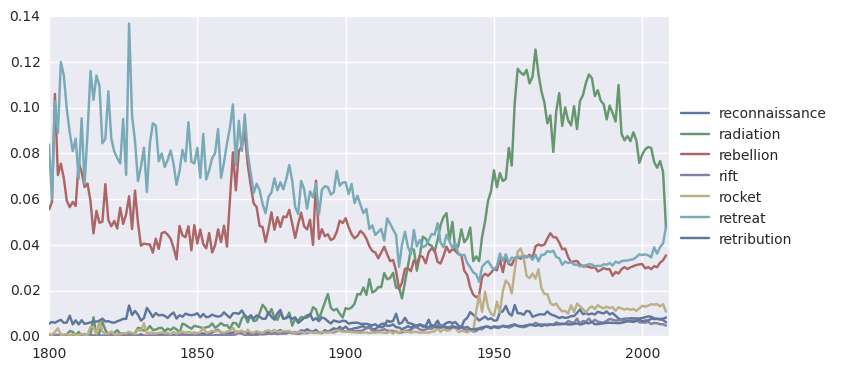 0.14
0.12
0.10
0.08
0.06
0.04
0.02
0.00
1800 1850 1900 1950 2000
reconnaissance
radiation
rebellion
rift
rocket
retreat
retribution